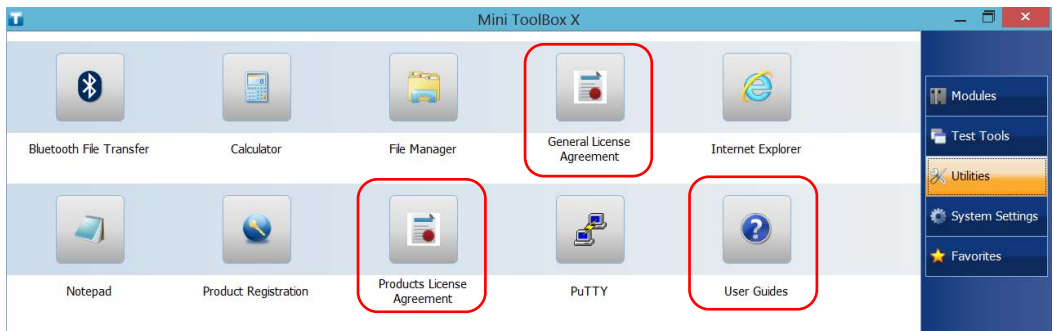 T
Mini ToolBox X
Bluetooth File Transfer
Calculator
File Manager
General License
Agreement
Internet Explorer
Notepad
Product Registration
Products License
Agreement
PuTTY
User Guides
Modules
Test Tools
Utilities
System Settings
Favorites